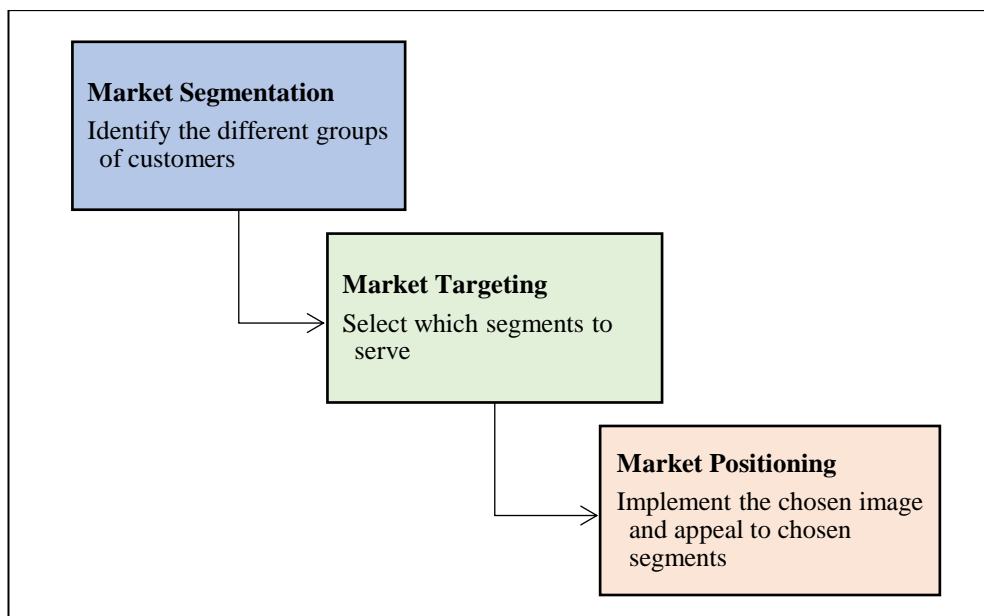 Market Segmentation
Identify the different groups
of customers
Market Targeting
Select which segments to
serve
Market Positioning
Implement the chosen image
and appeal to chosen
segments